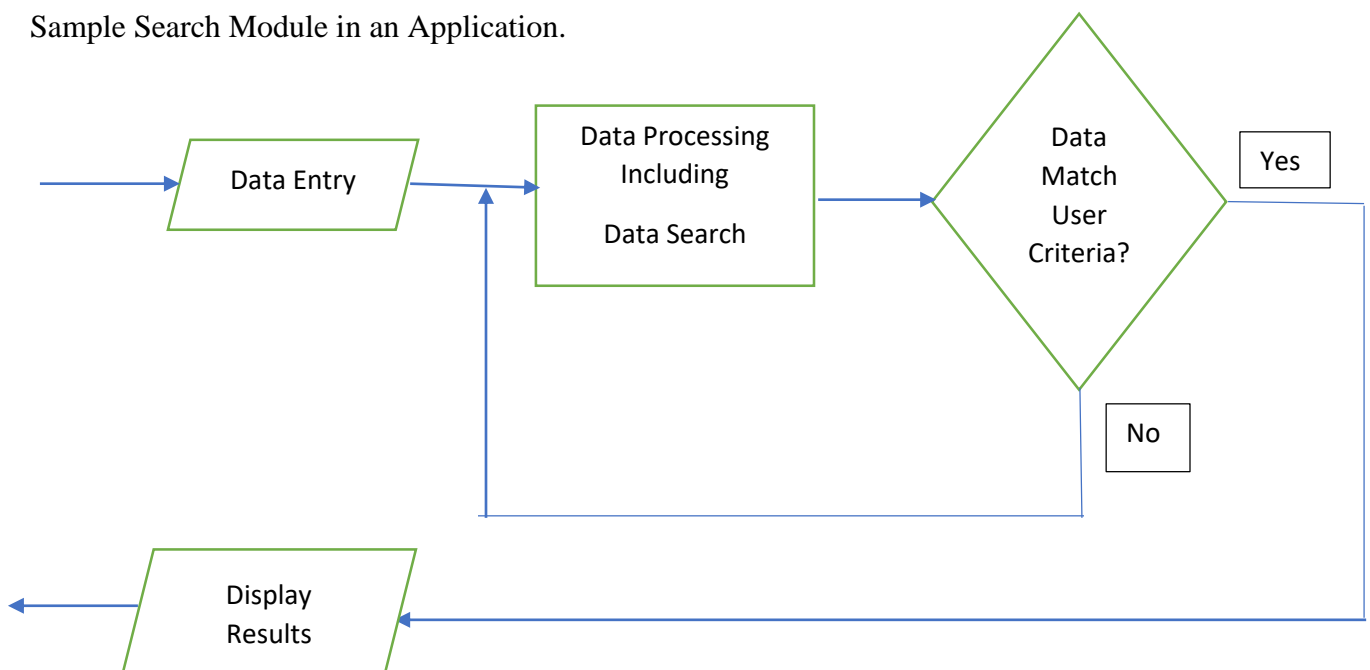 Sample Search Module in an Application.
Data Entry
Data Processing
Including
Data Search
Data
Match
User
Criteria?
Yes
No
Display
Results